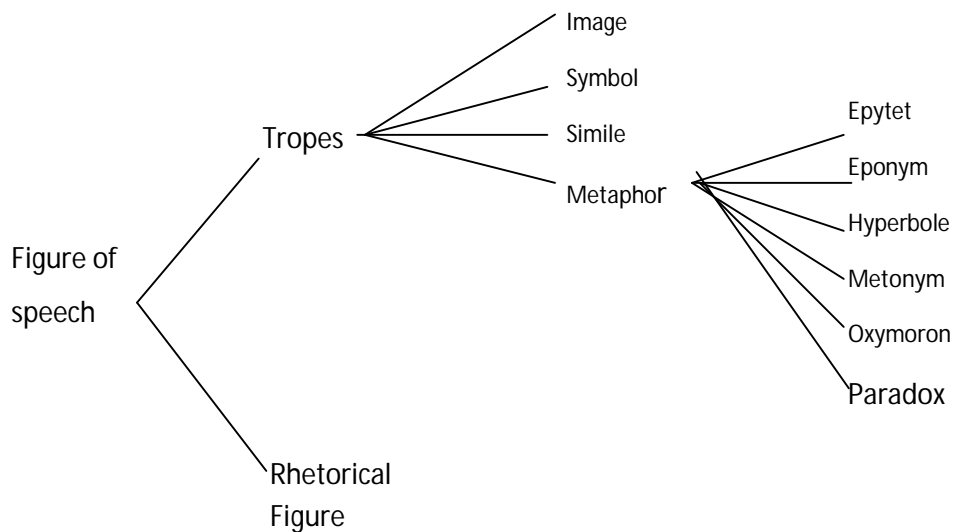 Image
Symbol
Tropes
Simile
Metaphor
Epytet
Eponym
Hyperbole
Metonym
Oxymoron
Paradox
Figure of
speech
Rhetorical
Figure